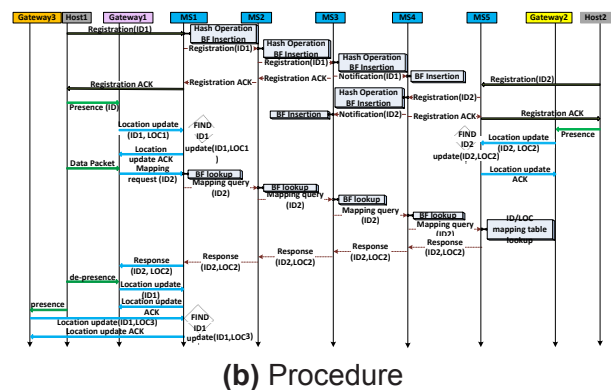 Gateway3 Host1 Gateway1 MS1 MS2 MS3 MS4 MS5 Gateway2 Host2
Registration(ID1)
Hash Operation
BF Insertion
Registration(ID1)
Hash Operation
BF Insertion
Registration(ID1)
Hash Operation
BF Insertion
Registration ACK
Registration ACK
Registration ACK
Notification(ID1)
BF Insertion
Registration(ID2)
Hash Operation
BF Insertion
Registration(ID2)
Presence (ID)
BF Insertion
Notification(ID2)
Registration ACK
Registration ACK
Location update
(ID1, LOC1)
FIND
ID1
update(ID1,LOC1
)
Presence
FIND
ID2
update(ID2,LOC2)
Location update
(ID2, LOC2)
Location
update ACK
Location update
ACK
Data Packet
Mapping
request (ID2)
BF lookup
Mapping query
(ID2)
BF lookup
Mapping query
(ID2)
BF lookup
Mapping query
(ID2)
BF lookup
Mapping query
(ID2)
ID/LOC
mapping table
lookup
Response
(ID2,LOC2)
Response
(ID2,LOC2)
Response
(ID2,LOC2)
Response
(ID2,LOC2)
Response
(ID2, LOC2)
de-presence
Location update
(ID1)
presence
Location update
ACK
Location update(ID1,LOC3)
FIND
ID1
update(ID1,LOC3)
Location update ACK
(b) Procedure